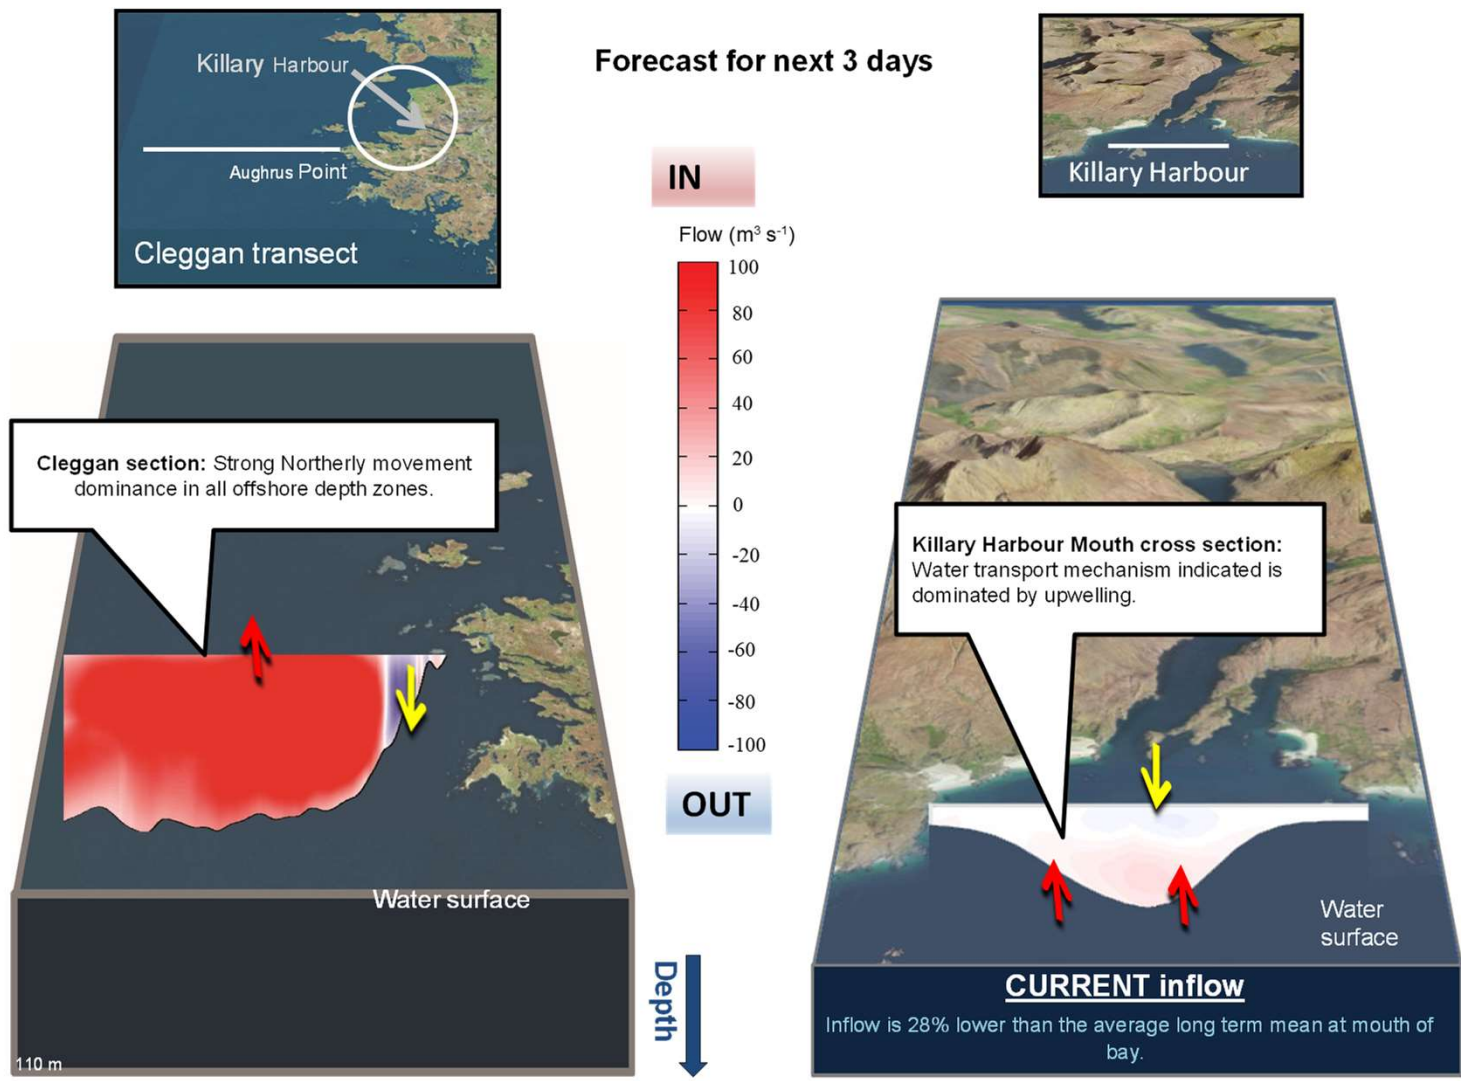 Forecast for next 3 days
Killary Harbour
Aughrus Point
Cleggan transect
Killary Harbour
IN
Flow (m³ s⁻¹)
100
80
60
40
20
0
-20
-40
-60
-80
-100
OUT
Cleggan section: Strong Northerly movement
dominance in all offshore depth zones.
Water surface
110 m
Depth
Killary Harbour Mouth cross section:
Water transport mechanism indicated is
dominated by upwelling.
Water
surface
CURRENT inflow
Inflow is 28% lower than the average long term mean at mouth of
bay.